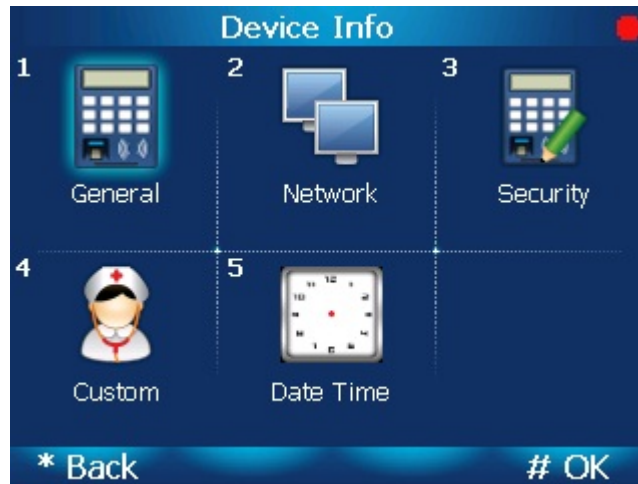 Device Info
1 2 3
General Network Security
4 5
Custom Date Time
* Back # OK